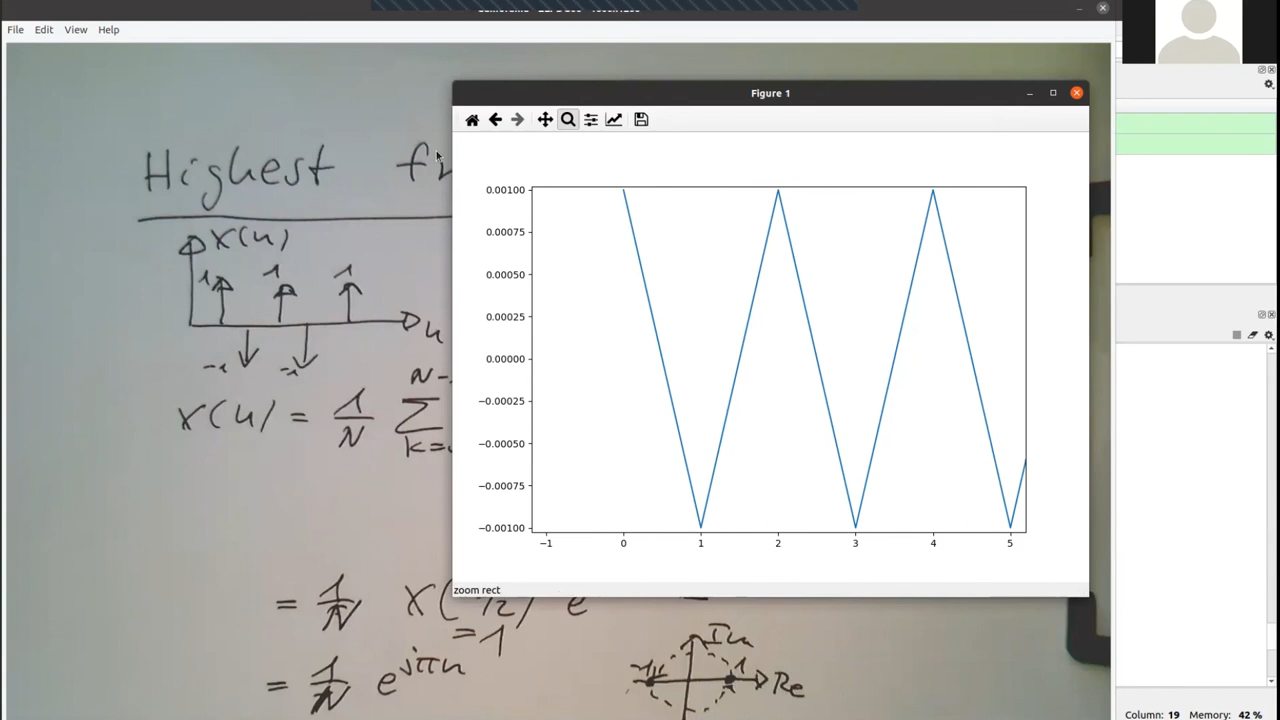 File Edit View Help
Figure 1
Highest
x(n)
1 1 1
n
-1 -1
x(n) = 1/N ∑
N-
k=
0.00100
0.00075
0.00050
0.00025
0.00000
−0.00025
−0.00050
−0.00075
−0.00100
−1 0 1 2 3 4 5
zoom rect
= 1/N X( /2) e
=1
= 1/N e^jπn
Im
-1 1 Re
Column: 19 Memory: 42 %